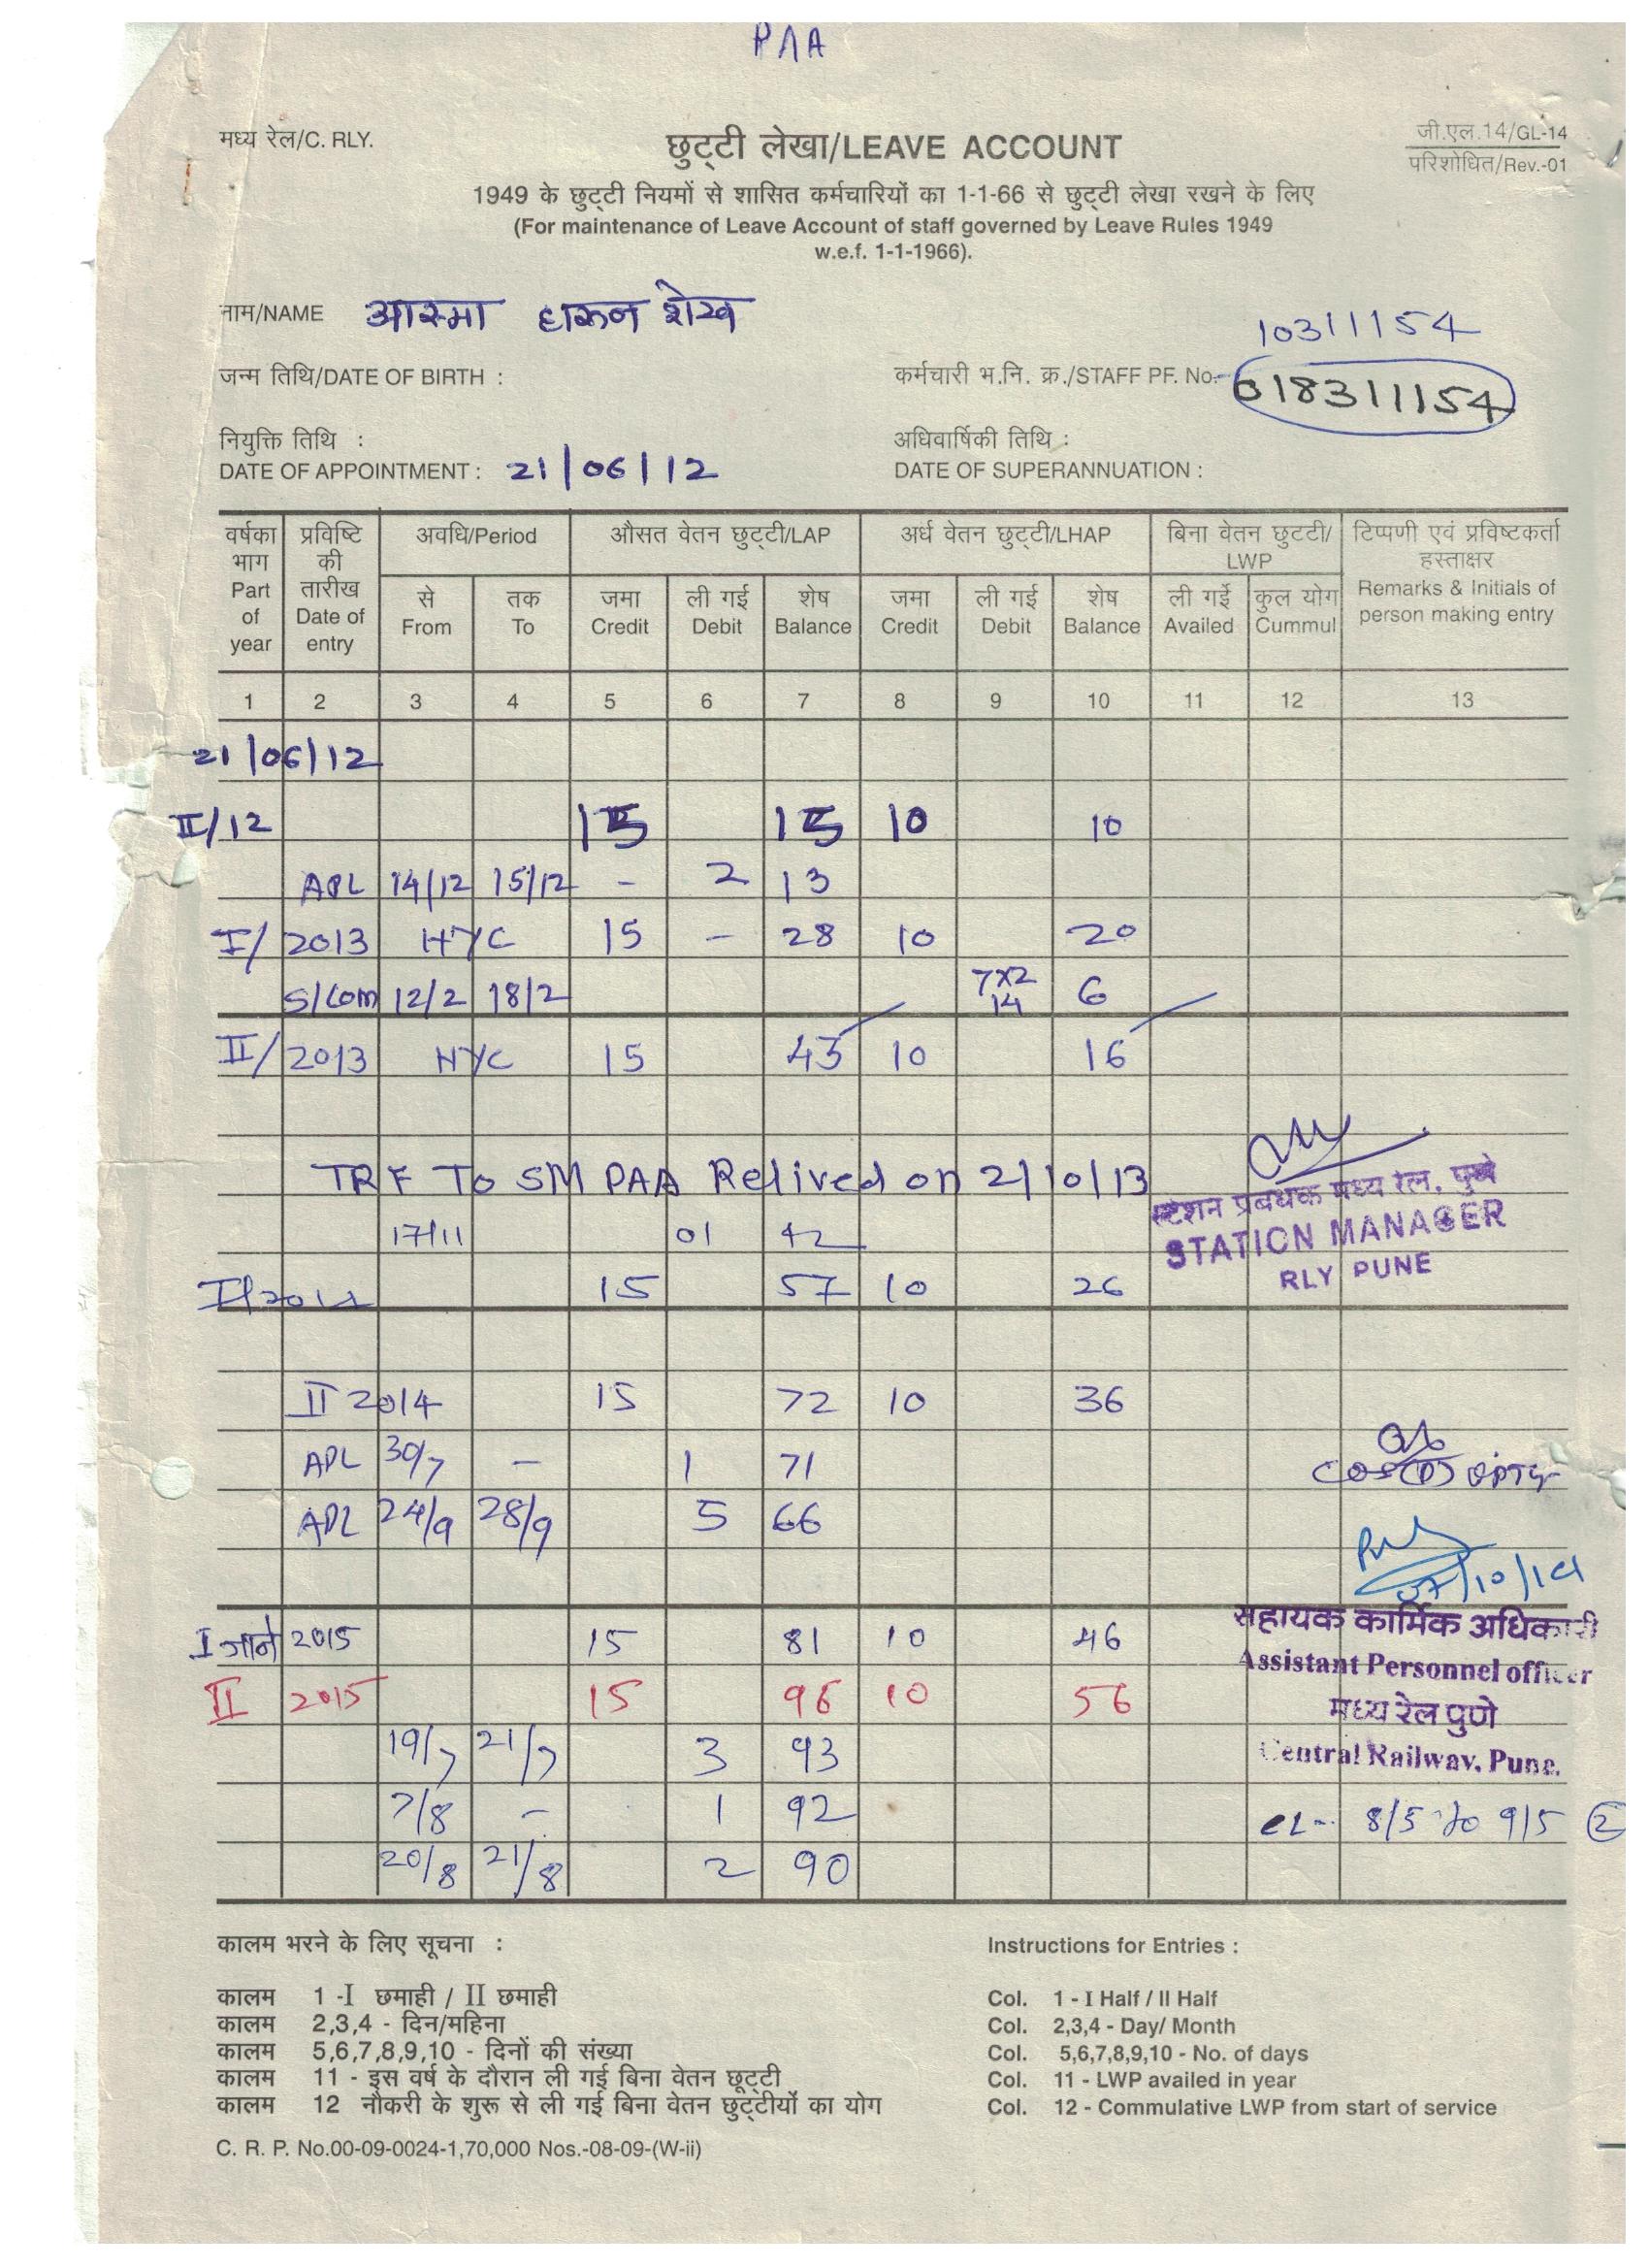 PAA
मध्य रेल/C. RLY.
छुट्टी लेखा/LEAVE ACCOUNT
जी.एल.14/GL-14
परिशोधित/Rev.-01
1949 के छुट्टी नियमों से शासित कर्मचारियों का 1-1-66 से छुट्टी लेखा रखने के लिए
(For maintenance of Leave Account of staff governed by Leave Rules 1949
w.e.f. 1-1-1966).
नाम/NAME आस्मा हारुन शेख
10311154
जन्म तिथि/DATE OF BIRTH :
कर्मचारी भ.नि. क्र./STAFF PF. No.- 018311154
नियुक्ति तिथि :
DATE OF APPOINTMENT : 21/06/12
अधिवार्षिकी तिथि :
DATE OF SUPERANNUATION :
वर्षका भाग Part of year
प्रविष्टि की तारीख Date of entry
अवधि/Period
औसत वेतन छुट्टी/LAP
अर्ध वेतन छुट्टी/LHAP
बिना वेतन छुटटी/ LWP
टिप्पणी एवं प्रविष्टकर्ता हस्ताक्षर Remarks & Initials of person making entry
से From तक To जमा Credit ली गई Debit शेष Balance जमा Credit ली गई Debit शेष Balance ली गईे Availed कुल योग Cummul
1 2 3 4 5 6 7 8 9 10 11 12 13
21/06/12
II/12 15 15 10 10
APL 14/12 15/12 - 2 13
I/ 2013 HYC 15 - 28 10 20
S/Com 12/2 18/2 7x2 14 6
II/ 2013 HYC 15 43 10 16
TRF To SM PAA Relived on 2/10/13
स्टेशन प्रबंधक मध्य रेल, पुणे
STATION MANAGER
RLY PUNE
17/11 01 42
I/2014 15 57 10 26
II 2014 15 72 10 36
APL 30/7 - 1 71
APL 24/9 28/9 5 66
07/10/14
सहायक कार्मिक अधिकारी
Assistant Personnel officer
मध्य रेल पुणे
Central Railway, Pune.
I जाने 2015 15 81 10 46
II 2015 15 96 10 56
19/7 21/7 3 93
7/8 - 1 92
CL- 8/5 to 9/5 2
20/8 21/8 2 90
कालम भरने के लिए सूचना :
कालम 1 -I छमाही / II छमाही
कालम 2,3,4 - दिन/महिना
कालम 5,6,7,8,9,10 - दिनों की संख्या
कालम 11 - इस वर्ष के दौरान ली गई बिना वेतन छूट्टी
कालम 12 नौकरी के शुरू से ली गई बिना वेतन छुट्टीयों का योग
Instructions for Entries :
Col. 1 - I Half / II Half
Col. 2,3,4 - Day/ Month
Col. 5,6,7,8,9,10 - No. of days
Col. 11 - LWP availed in year
Col. 12 - Commulative LWP from start of service
C. R. P. No.00-09-0024-1,70,000 Nos.-08-09-(W-ii)